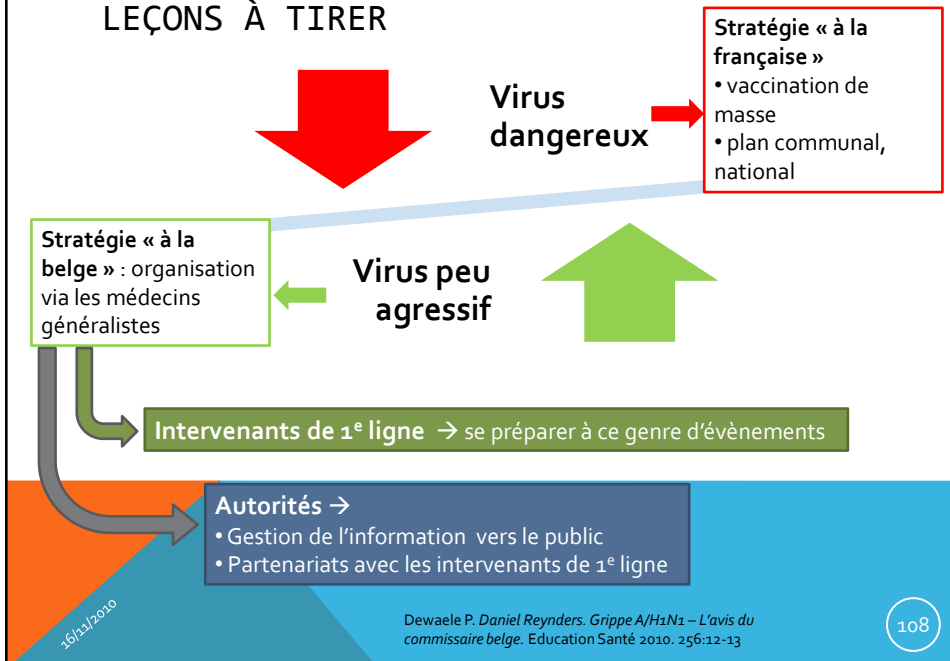 LEÇONS À TIRER
Virus
dangereux
Stratégie « à la
française »
• vaccination de
masse
• plan communal,
national
Stratégie « à la
belge » : organisation
via les médecins
généralistes
Virus peu
agressif
Intervenants de 1e ligne → se préparer à ce genre d’évènements
Autorités →
• Gestion de l’information vers le public
• Partenariats avec les intervenants de 1e ligne
16/11/2010
Dewaele P. Daniel Reynders. Grippe A/H1N1 – L’avis du
commissaire belge. Education Santé 2010. 256:12-13
108